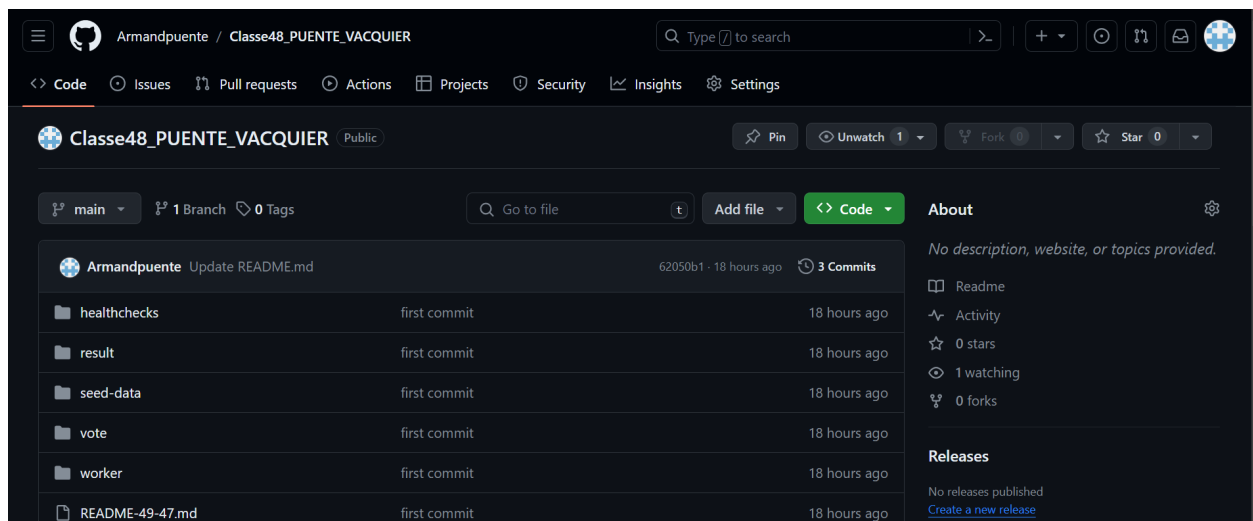 Armandpuente / Classe48_PUENTE_VACQUIER
Type / to search
Code Issues Pull requests Actions Projects Security Insights Settings
Classe48_PUENTE_VACQUIER Public
Pin Unwatch 1 Fork 0 Star 0
main 1 Branch 0 Tags Go to file t Add file Code
Armandpuente Update README.md 62050b1 · 18 hours ago 3 Commits
healthchecks first commit 18 hours ago
result first commit 18 hours ago
seed-data first commit 18 hours ago
vote first commit 18 hours ago
worker first commit 18 hours ago
README-49-47.md first commit 18 hours ago
About
No description, website, or topics provided.
Readme
Activity
0 stars
1 watching
0 forks
Releases
No releases published
Create a new release